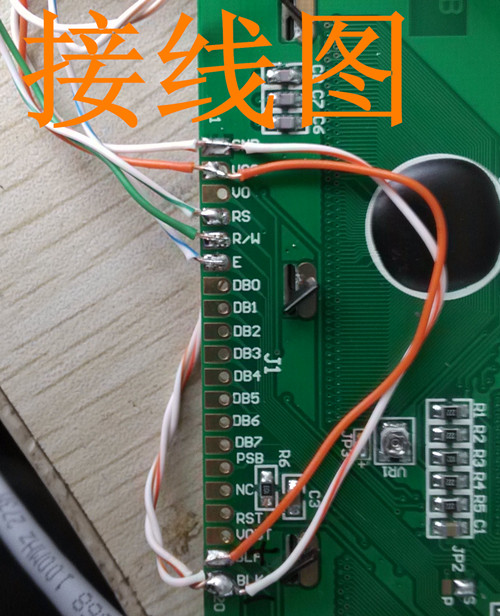 接线图
C7
C6
VO
RS
R/W
E
DB0
DB1
DB2
DB3
DB4
DB5
DB6
DB7
PSB
NC
RST
VOUT
BLA
BLK
J1
R6
C3
JP3
VR1
R1
R2
R3
R4
R5
C1
JP2